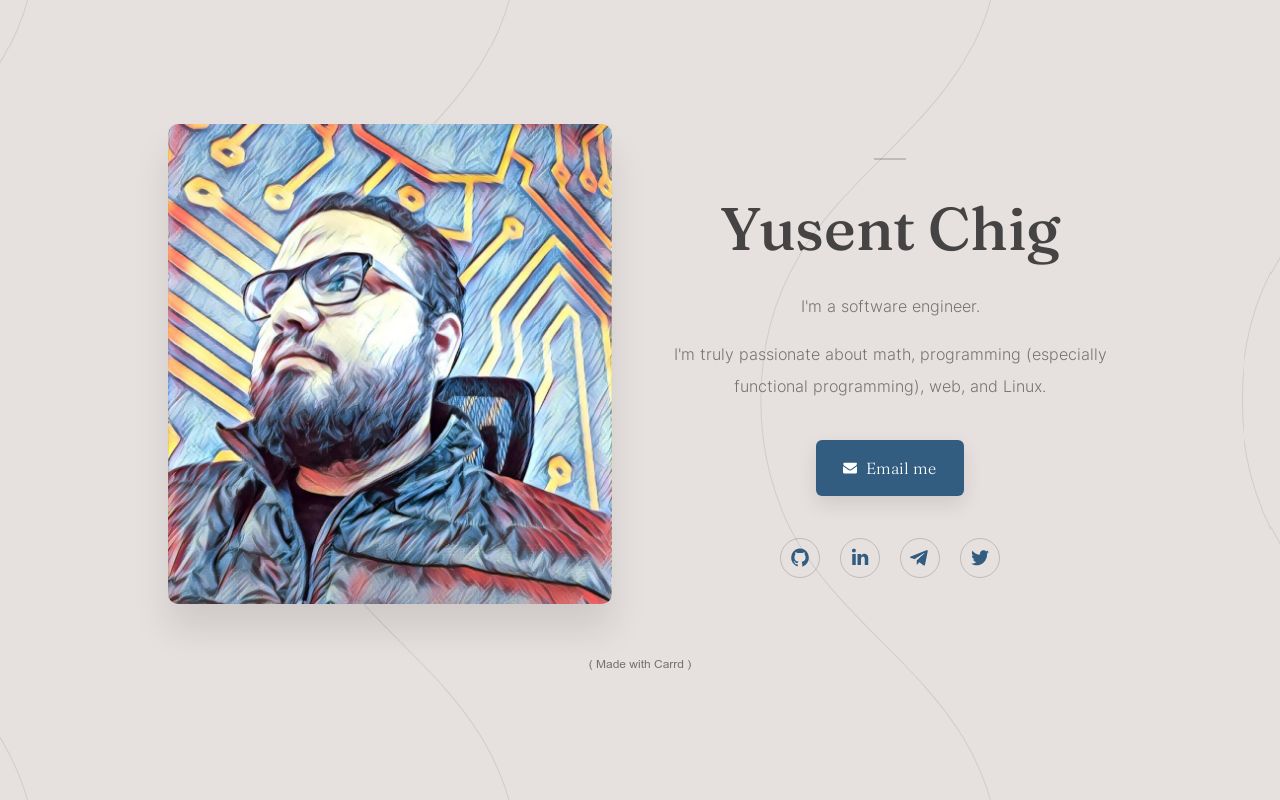 Yusent Chig
I'm a software engineer.
I'm truly passionate about math, programming (especially
functional programming), web, and Linux.
Email me
( Made with Carrd )